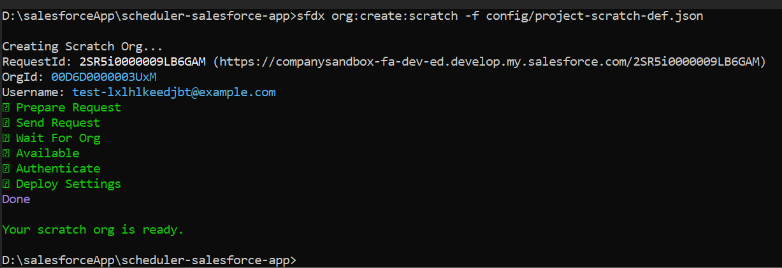 D:\salesforceApp\scheduler-salesforce-app>sfdx org:create:scratch -f config/project-scratch-def.json
Creating Scratch Org...
RequestId: 2SR5i0000009LB6GAM (https://companysandbox-fa-dev-ed.develop.my.salesforce.com/2SR5i0000009LB6GAM)
OrgId: 00D6D0000003UxM
Username: test-lxlhlkeedjbt@example.com
⍰ Prepare Request
⍰ Send Request
⍰ Wait For Org
⍰ Available
⍰ Authenticate
⍰ Deploy Settings
Done
Your scratch org is ready.
D:\salesforceApp\scheduler-salesforce-app>